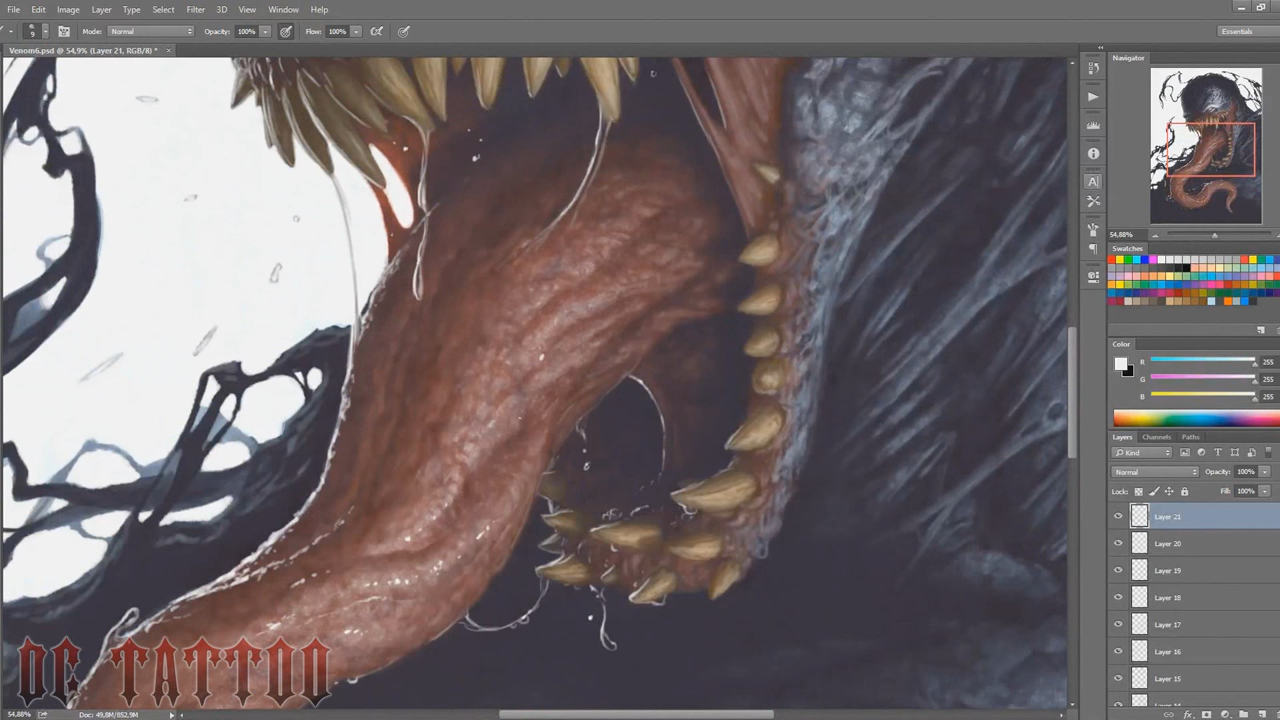 File Edit Image Layer Type Select Filter 3D View Window Help
9 Mode: Normal Opacity: 100% Flow: 100% Essentials
Venom6.psd @ 54,9% (Layer 21, RGB/8) * ×
Navigator
54,88%
Swatches
Color
R 255
G 255
B 255
Layers Channels Paths
Kind
Normal Opacity: 100%
Lock: Fill: 100%
Layer 21
Layer 20
Layer 19
Layer 18
Layer 17
Layer 16
Layer 15
DC TATTOO
54,88% Doc: 49,8M/852,9M